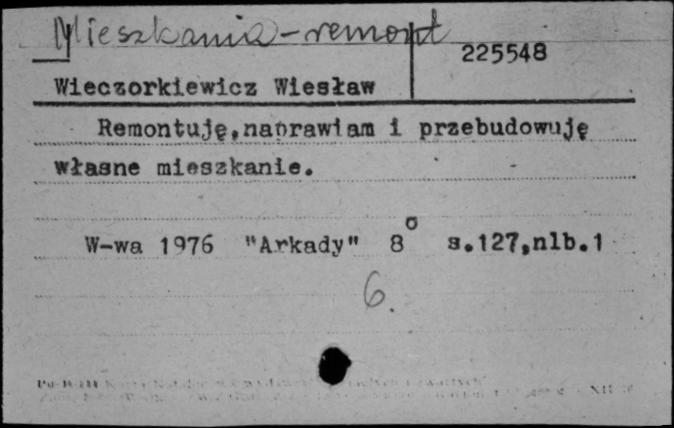 Mieszkania-remont
225548
Wieczorkiewicz Wiesław
Remontuję,naprawiam i przebudowuję
własne mieszkanie.
W-wa 1976 "Arkady" 8° s.127,nlb.1
6.